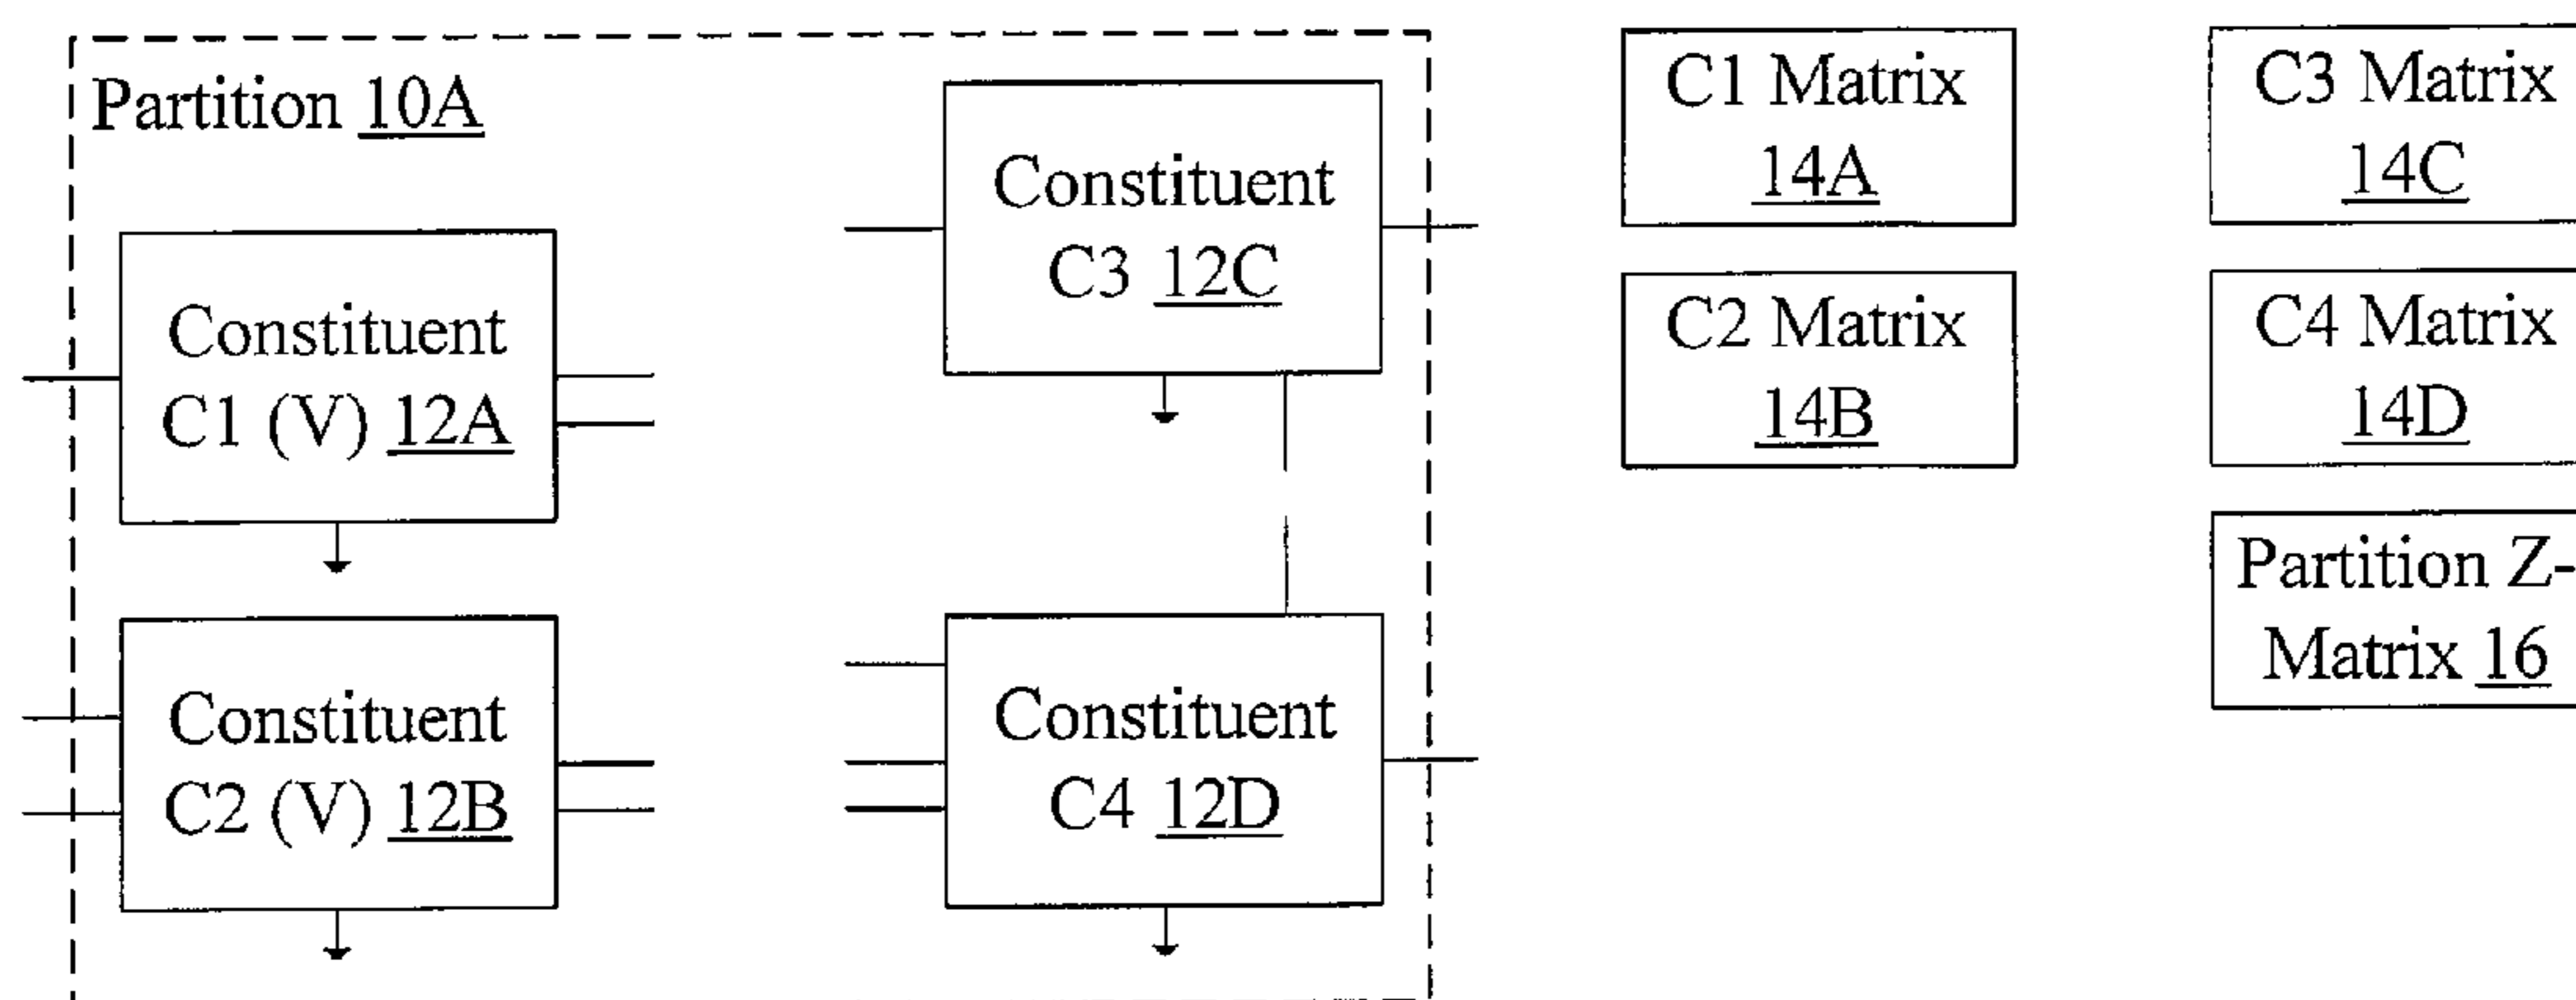 Partition 10A
Constituent
C1 (V) 12A
Constituent
C2 (V) 12B
Constituent
C3 12C
Constituent
C4 12D
C1 Matrix
14A
C2 Matrix
14B
C3 Matrix
14C
C4 Matrix
14D
Partition Z-
Matrix 16